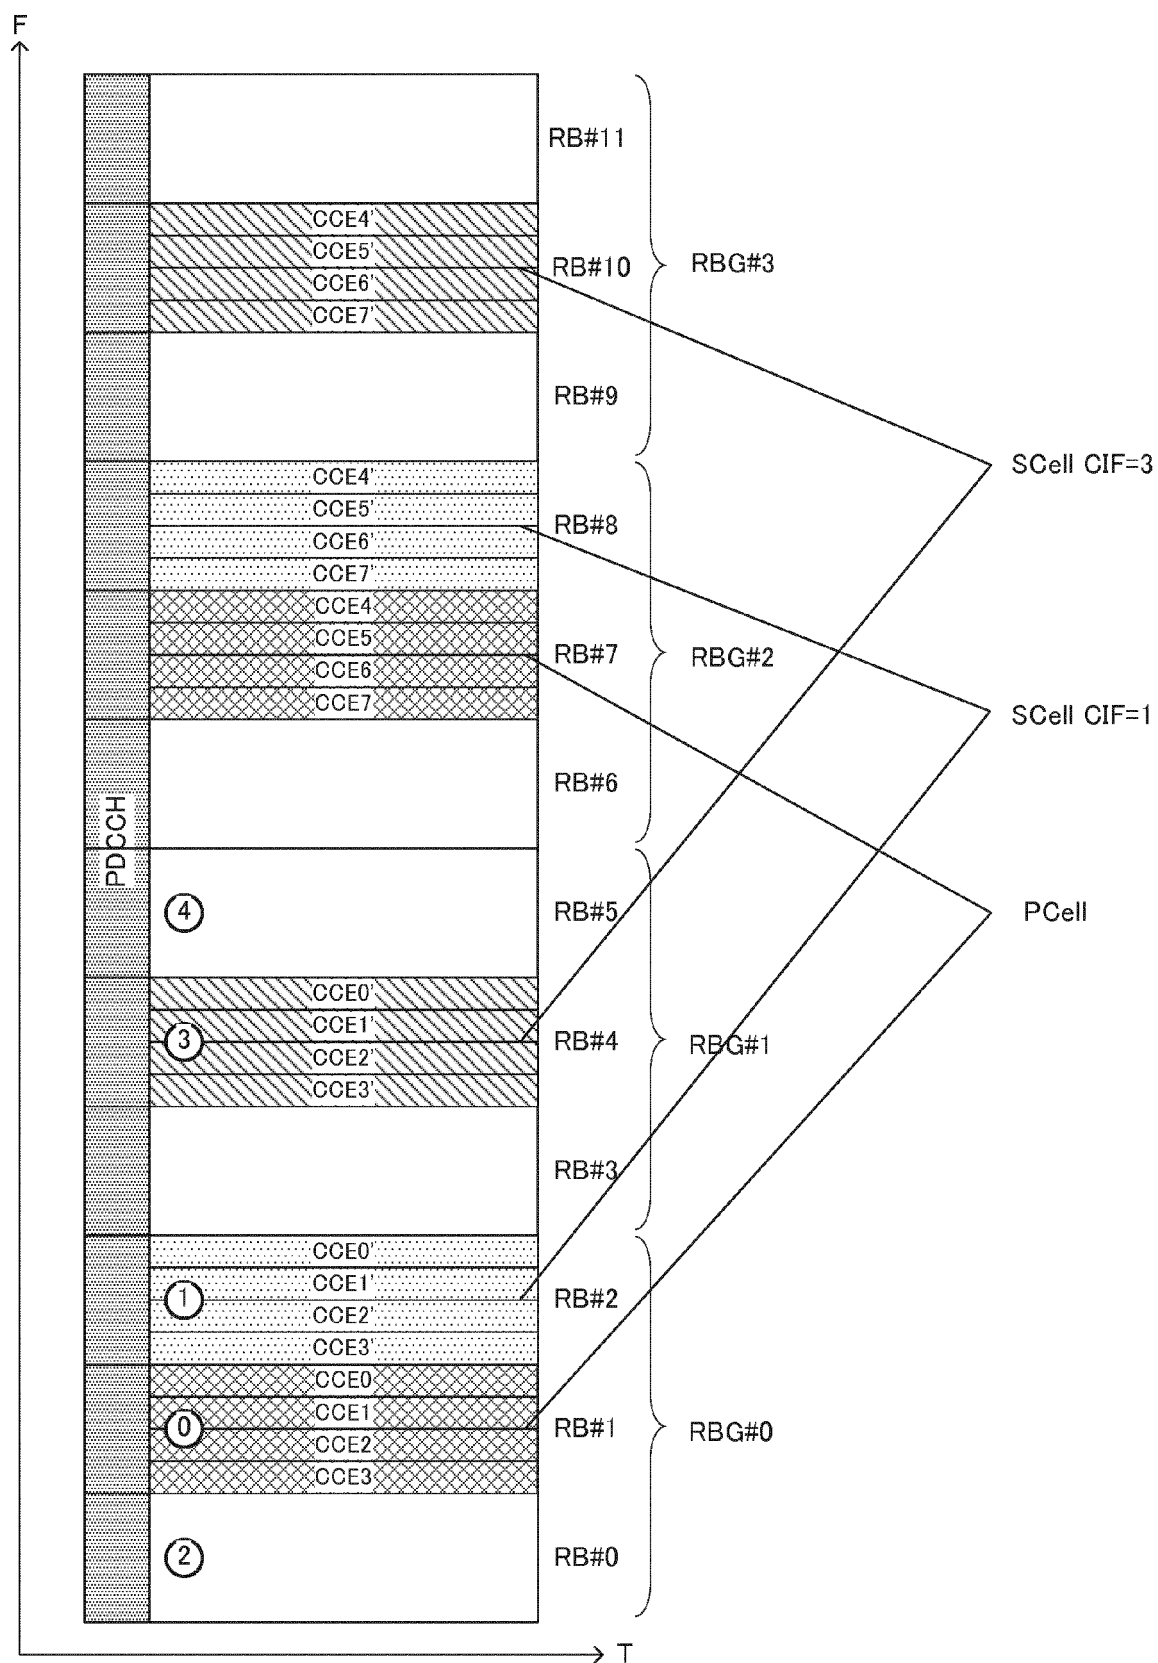 F
RB#11
CCE4'
CCE5'
RB#10
RBG#3
CCE6'
CCE7'
RB#9
SCell CIF=3
CCE4'
CCE5'
RB#8
CCE6'
CCE7'
CCE4
CCE5
RB#7
RBG#2
CCE6
CCE7
SCell CIF=1
RB#6
PDCCH
4
RB#5
PCell
CCE0'
CCE1'
3
RB#4
RBG#1
CCE2'
CCE3'
RB#3
CCE0'
CCE1'
1
RB#2
CCE2'
CCE3'
CCE0
CCE1
0
RB#1
RBG#0
CCE2
CCE3
2
RB#0
T